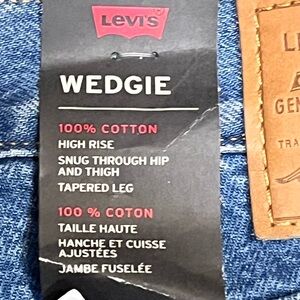 Levi's
WEDGIE
100% COTTON
HIGH RISE
SNUG THROUGH HIP
AND THIGH
TAPERED LEG
100 % COTON
TAILLE HAUTE
HANCHE ET CUISSE
AJUSTÉES
JAMBE FUSELÉE